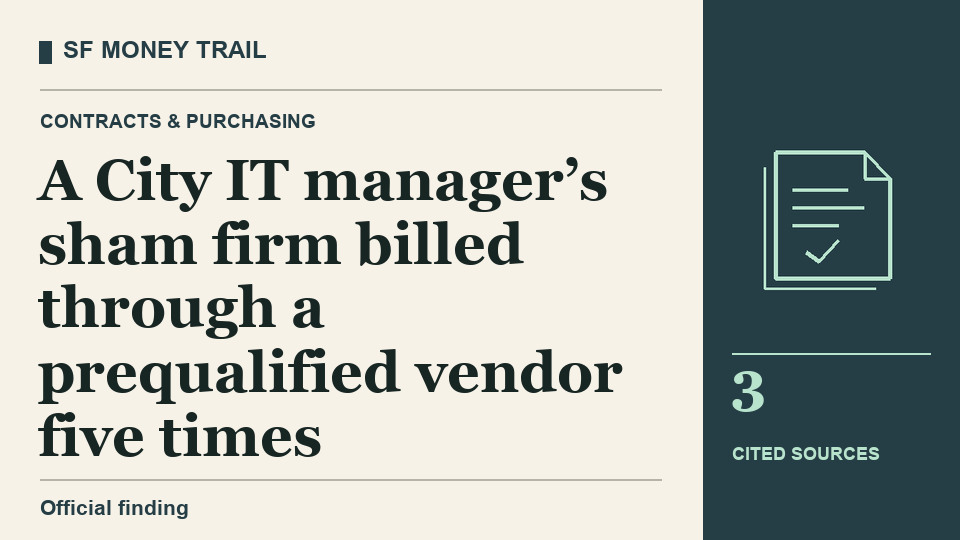 SF MONEY TRAIL
CONTRACTS & PURCHASING
A City IT manager’s
sham firm billed
through a
prequalified vendor
five times
Official finding
3
CITED SOURCES